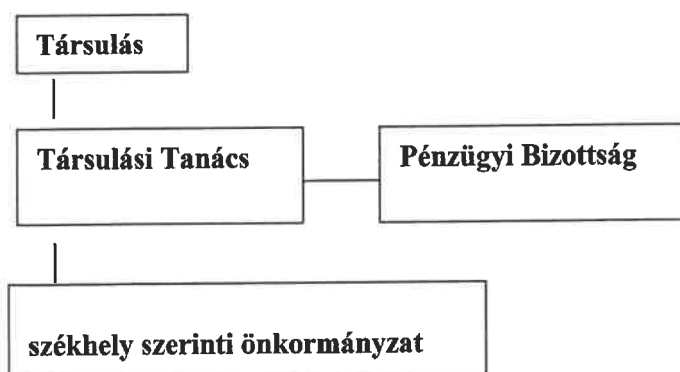 Társulás
Társulási Tanács
Pénzügyi Bizottság
székhely szerinti önkormányzat